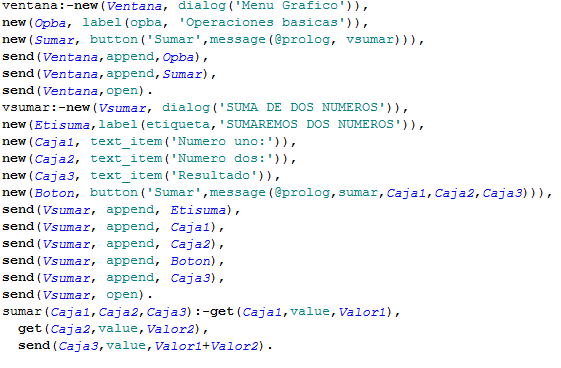 ventana:-new(Ventana, dialog('Menu Grafico')),
new(Opba, label(opba, 'Operaciones basicas')),
new(Sumar, button('Sumar',message(@prolog, vsumar))),
send(Ventana,append,Opba),
send(Ventana,append,Sumar),
send(Ventana,open).
vsumar:-new(Vsumar, dialog('SUMA DE DOS NUMEROS')),
new(Etisuma,label(etiqueta,'SUMAREMOS DOS NUMEROS')),
new(Caja1, text_item('Numero uno:')),
new(Caja2, text_item('Numero dos:')),
new(Caja3, text_item('Resultado')),
new(Boton, button('Sumar',message(@prolog,sumar,Caja1,Caja2,Caja3))),
send(Vsumar, append, Etisuma),
send(Vsumar, append, Caja1),
send(Vsumar, append, Caja2),
send(Vsumar, append, Boton),
send(Vsumar, append, Caja3),
send(Vsumar, open).
sumar(Caja1,Caja2,Caja3):-get(Caja1,value,Valor1),
  get(Caja2,value,Valor2),
  send(Caja3,value,Valor1+Valor2).